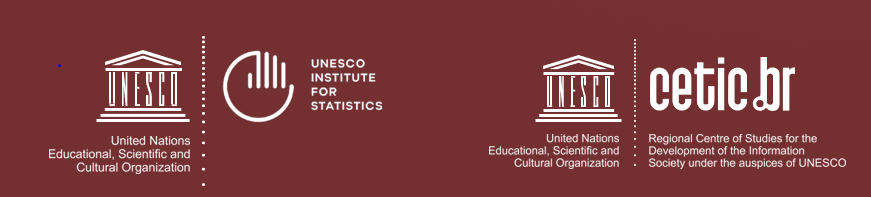 UNESCO
United Nations
Educational, Scientific and
Cultural Organization
UNESCO
INSTITUTE
FOR
STATISTICS
UNESCO
United Nations
Educational, Scientific and
Cultural Organization
cetic.br
Regional Centre of Studies for the
Development of the Information
Society under the auspices of UNESCO